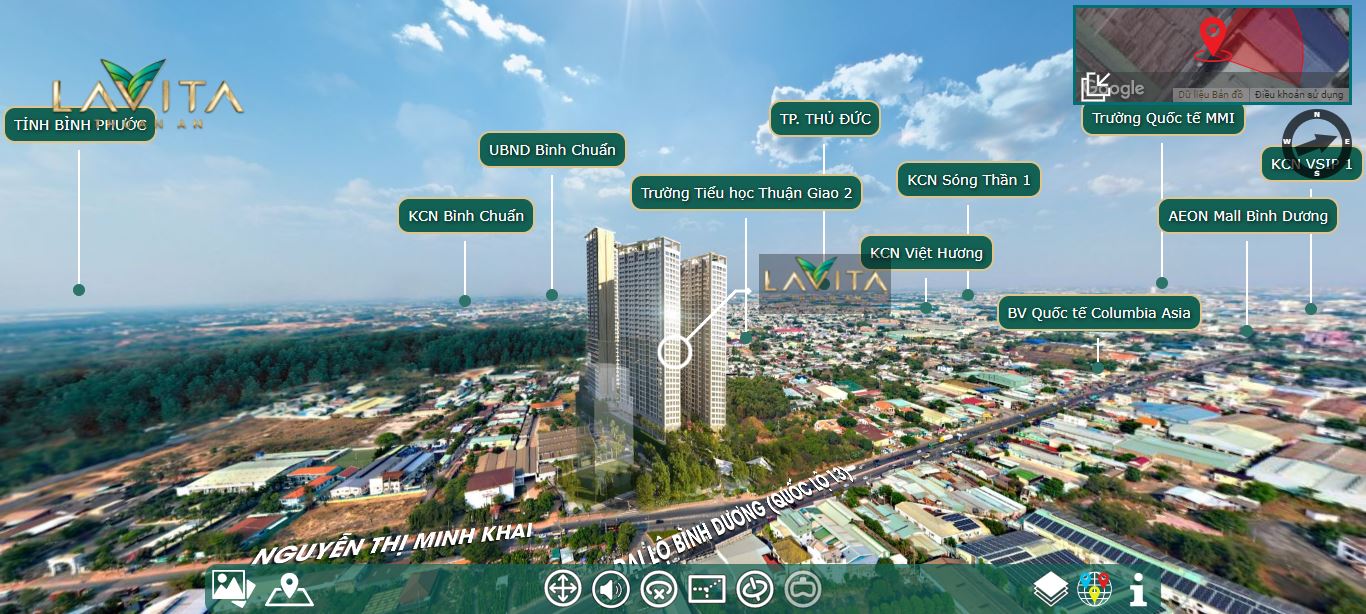 LAVITA
THUAN AN
TỈNH BÌNH PHƯỚC
UBND Bình Chuẩn
KCN Bình Chuẩn
Trường Tiểu học Thuận Giao 2
TP. THỦ ĐỨC
KCN Sóng Thần 1
KCN Việt Hương
LAVITA
BV Quốc tế Columbia Asia
Google
Dữ liệu Bản đồ
Điều khoản sử dụng
Trường Quốc tế MMI
N
W
E
S
KCN VSIP 1
AEON Mall Bình Dương
NGUYỄN THỊ MINH KHAI
ĐẠI LỘ BÌNH DƯƠNG (QUỐC LỘ 13)